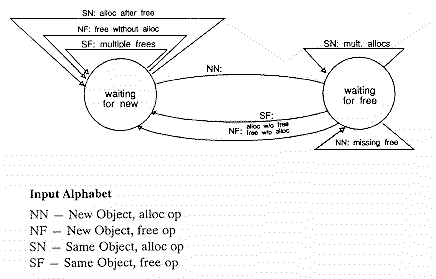 SN: alloc after free
NF: free without alloc
SF: multiple frees
SN: mult. allocs
NN:
waiting
for new
waiting
for free
SF:
NF: alloc w/o free
free w/o alloc
NN: missing free
Input Alphabet
NN – New Object, alloc op
NF – New Object, free op
SN – Same Object, alloc op
SF – Same Object, free op